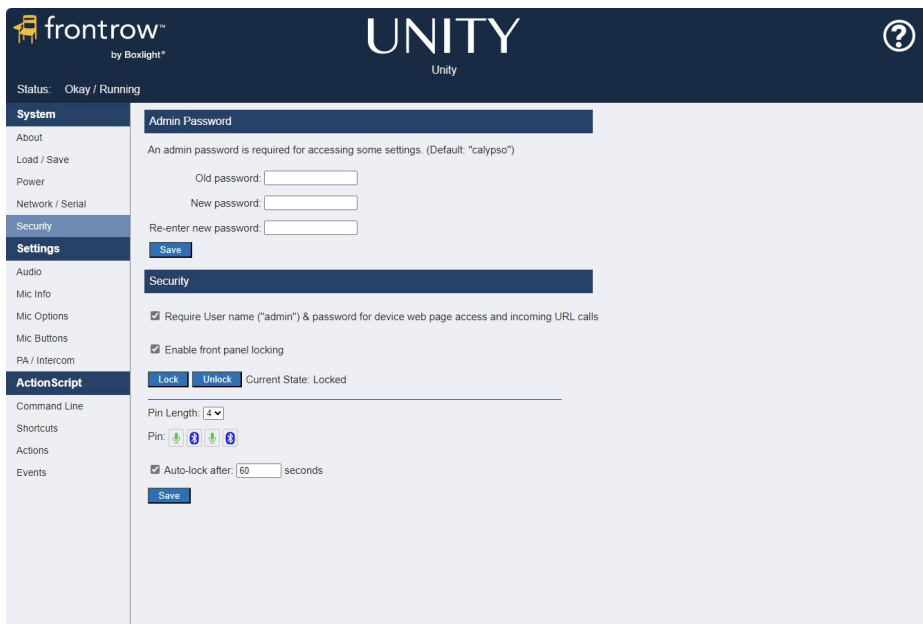 frontrow™
by Boxlight®
UNITY
Unity
?
Status: Okay / Running
System
About
Load / Save
Power
Network / Serial
Security
Settings
Audio
Mic Info
Mic Options
Mic Buttons
PA / Intercom
ActionScript
Command Line
Shortcuts
Actions
Events
Admin Password
An admin password is required for accessing some settings. (Default: "calypso")
Old password:
New password:
Re-enter new password:
Save
Security
Require User name ("admin") & password for device web page access and incoming URL calls
Enable front panel locking
Lock Unlock Current State: Locked
Pin Length: 4
Pin:
Auto-lock after: 60 seconds
Save